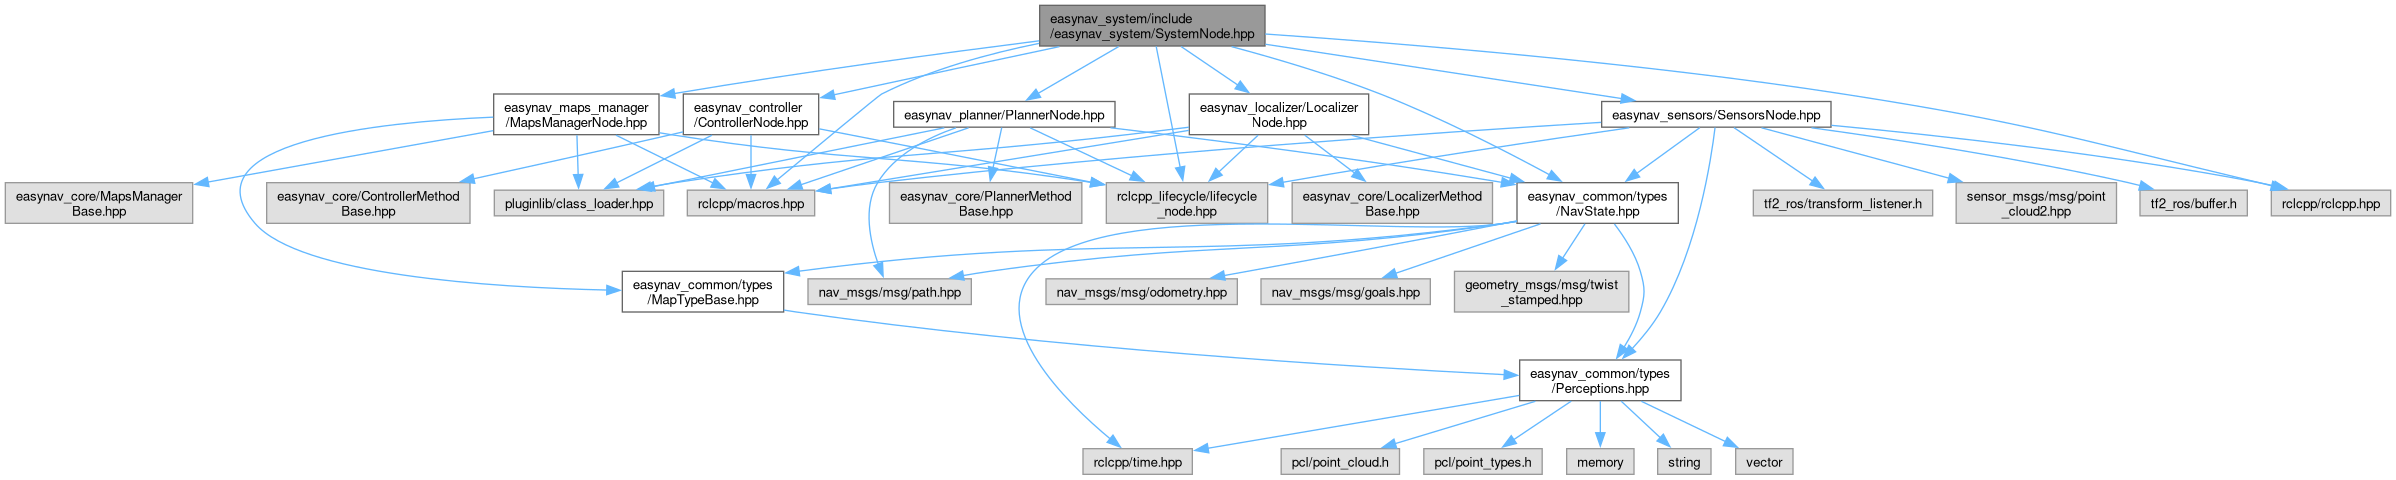 easynav_system/include
/easynav_system/SystemNode.hpp
easynav_maps_manager
/MapsManagerNode.hpp
easynav_controller
/ControllerNode.hpp
easynav_planner/PlannerNode.hpp
easynav_localizer/Localizer
Node.hpp
easynav_sensors/SensorsNode.hpp
easynav_core/MapsManager
Base.hpp
easynav_core/ControllerMethod
Base.hpp
pluginlib/class_loader.hpp
rclcpp/macros.hpp
easynav_core/PlannerMethod
Base.hpp
rclcpp_lifecycle/lifecycle
_node.hpp
easynav_core/LocalizerMethod
Base.hpp
easynav_common/types
/NavState.hpp
tf2_ros/transform_listener.h
sensor_msgs/msg/point
_cloud2.hpp
tf2_ros/buffer.h
rclcpp/rclcpp.hpp
easynav_common/types
/MapTypeBase.hpp
nav_msgs/msg/path.hpp
nav_msgs/msg/odometry.hpp
nav_msgs/msg/goals.hpp
geometry_msgs/msg/twist
_stamped.hpp
easynav_common/types
/Perceptions.hpp
rclcpp/time.hpp
pcl/point_cloud.h
pcl/point_types.h
memory
string
vector